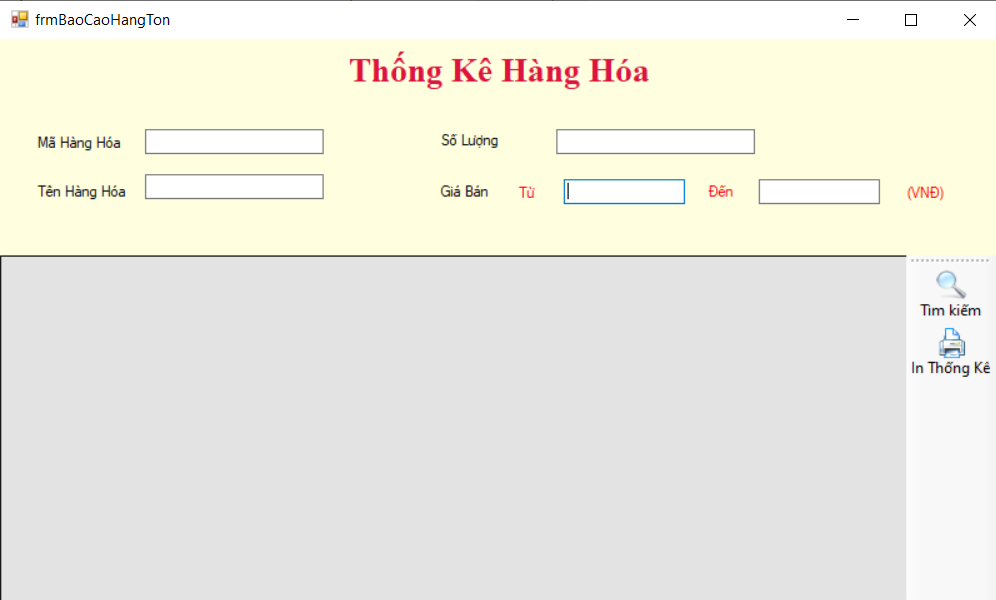 frmBaoCaoHangTon
Thống Kê Hàng Hóa
Mã Hàng Hóa
Số Lượng
Tên Hàng Hóa
Giá Bán Từ Đến (VNĐ)
Tìm kiếm
In Thống Kê